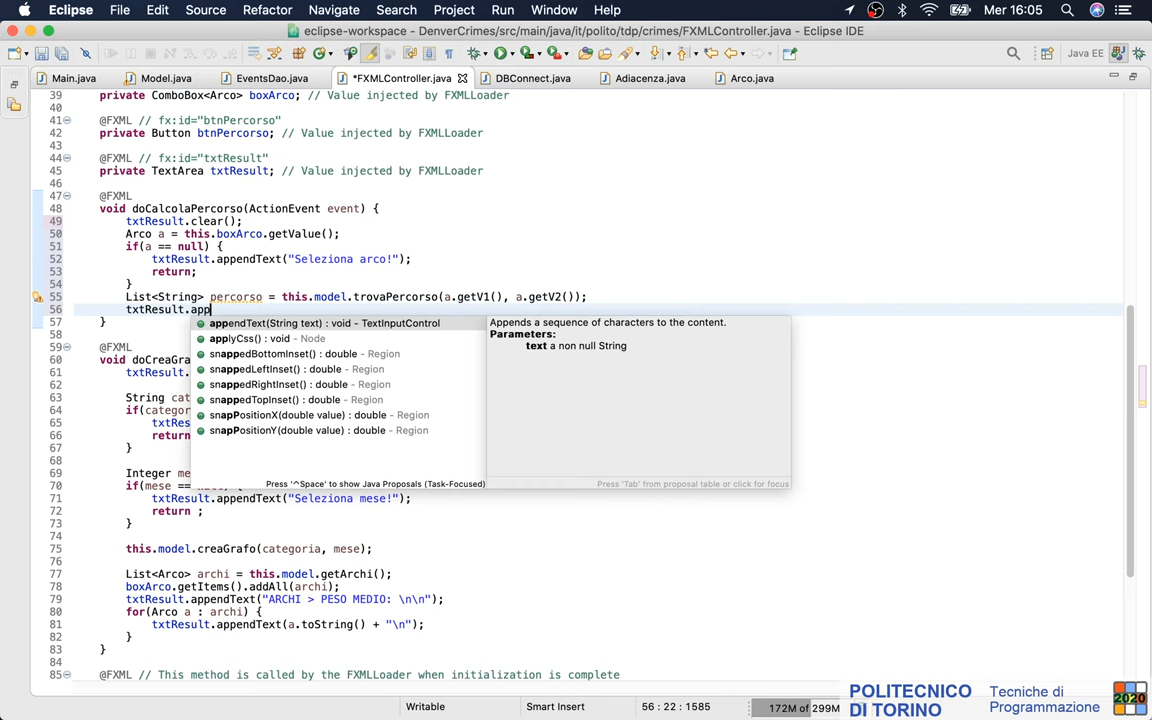 Eclipse File Edit Source Refactor Navigate Search Project Run Window Help Mer 16:05
eclipse-workspace - DenverCrimes/src/main/java/it/polito/tdp/crimes/FXMLController.java - Eclipse IDE
Java EE
Main.java Model.java EventsDao.java *FXMLController.java DBConnect.java Adiacenza.java Arco.java
39 private ComboBox<Arco> boxArco; // Value injected by FXMLLoader
40
41 @FXML // fx:id="btnPercorso"
42 private Button btnPercorso; // Value injected by FXMLLoader
43
44 @FXML // fx:id="txtResult"
45 private TextArea txtResult; // Value injected by FXMLLoader
46
47 @FXML
48 void doCalcolaPercorso(ActionEvent event) {
49 txtResult.clear();
50 Arco a = this.boxArco.getValue();
51 if(a == null) {
52 txtResult.appendText("Seleziona arco!");
53 return;
54 }
55 List<String> percorso = this.model.trovaPercorso(a.getV1(), a.getV2());
56 txtResult.app
57 }
appendText(String text) : void - TextInputControl
applyCss() : void - Node
snappedBottomInset() : double - Region
snappedLeftInset() : double - Region
snappedRightInset() : double - Region
snappedTopInset() : double - Region
snapPositionX(double value) : double - Region
snapPositionY(double value) : double - Region
Press '^Space' to show Java Proposals (Task-Focused)
Appends a sequence of characters to the content.
Parameters:
text a non null String
Press 'Tab' from proposal table or click for focus
58
59 @FXML
60 void doCreaGra
61 txtResult.
62
63 String cat
64 if(categor
65 txtRes
66 return
67 }
68
69 Integer me
70 if(mese == null) {
71 txtResult.appendText("Seleziona mese!");
72 return ;
73 }
74
75 this.model.creaGrafo(categoria, mese);
76
77 List<Arco> archi = this.model.getArchi();
78 boxArco.getItems().addAll(archi);
79 txtResult.appendText("ARCHI > PESO MEDIO: \n\n");
80 for(Arco a : archi) {
81 txtResult.appendText(a.toString() + "\n");
82 }
83 }
84
85 @FXML // This method is called by the FXMLLoader when initialization is complete
Writable Smart Insert 56 : 22 : 1585 172M of 299M
POLITECNICO
DI TORINO
Tecniche di
Programmazione
2020